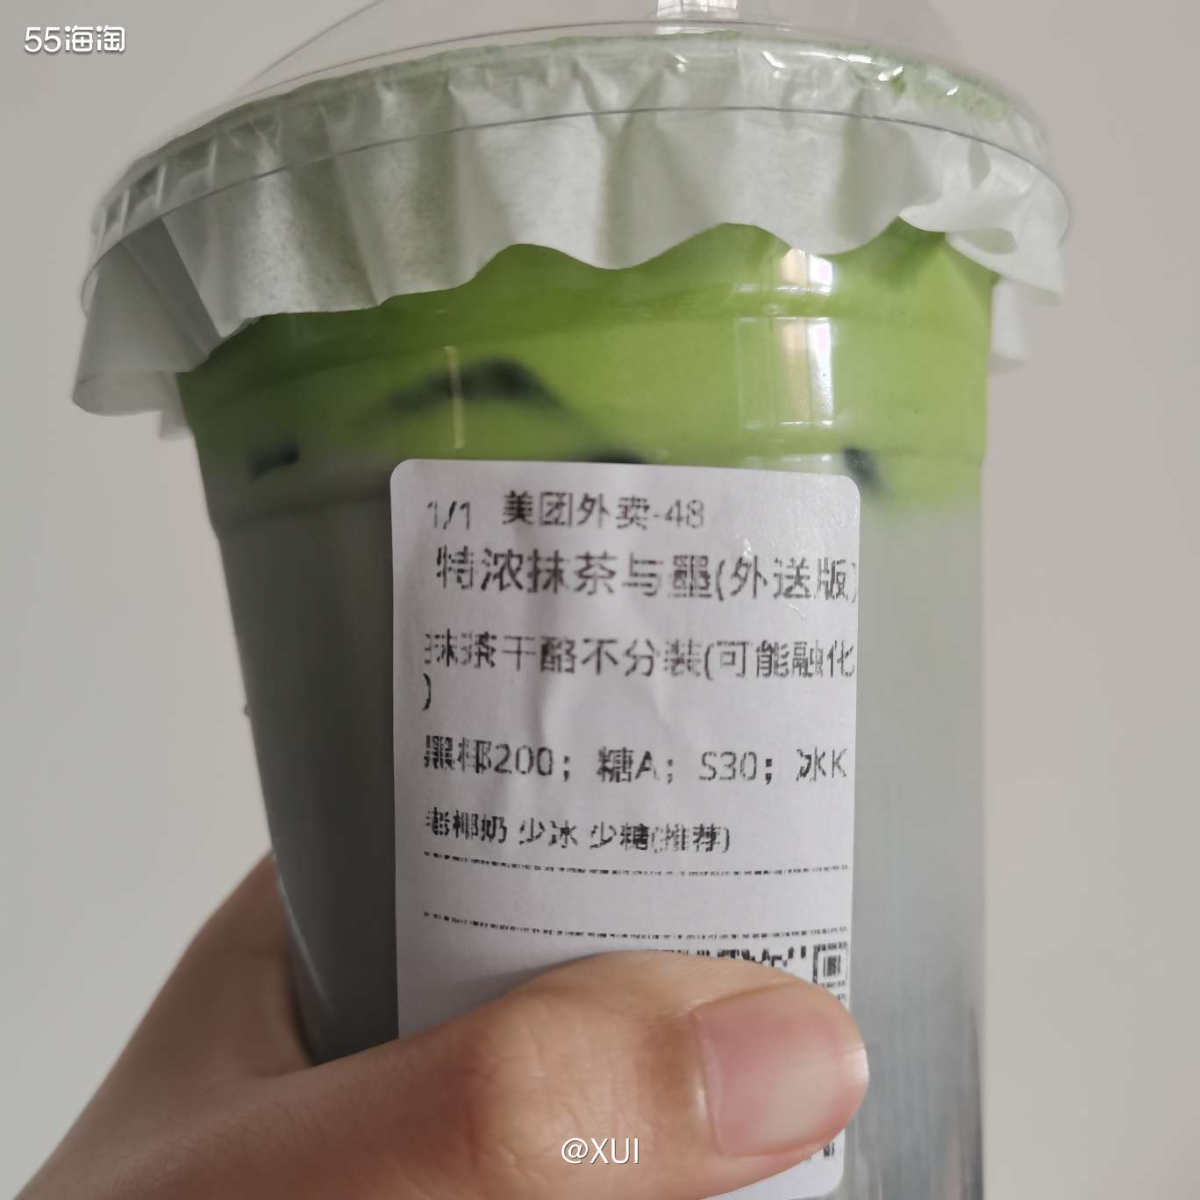 55海淘
1/1 美团外卖-48
特浓抹茶与墨(外送版)
抹茶干酪不分装(可能融化
)
黑椰200；糖A；S30；冰K
椰奶 少冰 少糖(推荐)
@XUI